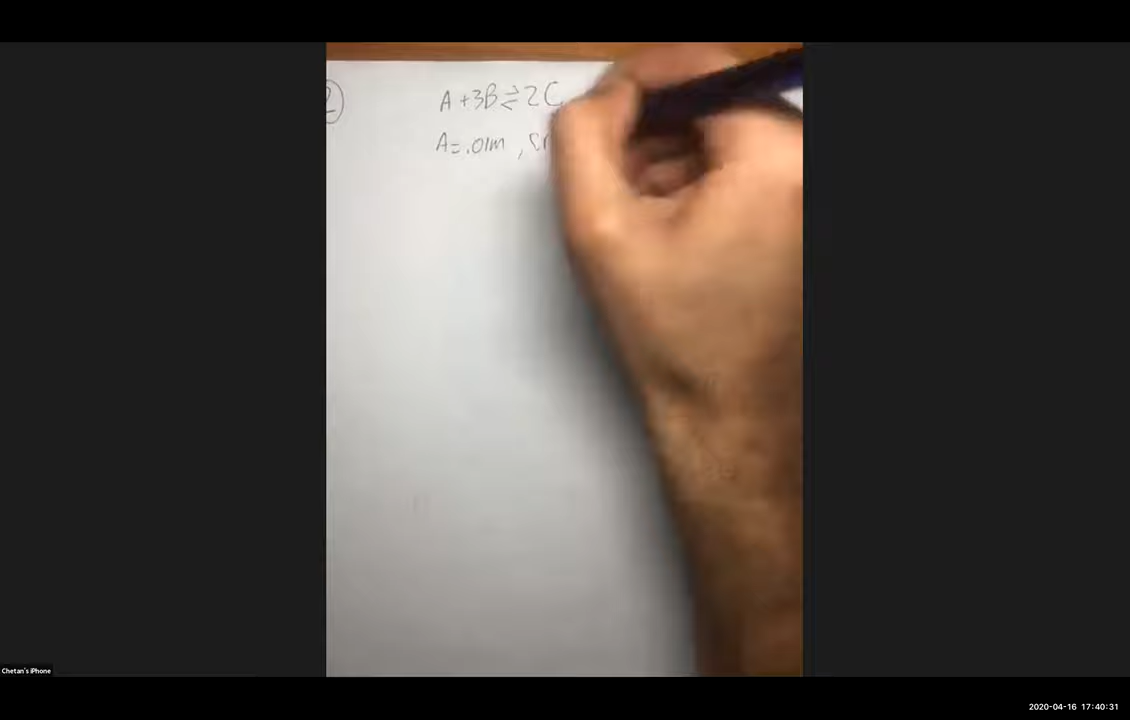 ② A + 3B ⇌ 2C
A = .01m ,
Chetan's iPhone
2020-04-16 17:40:31